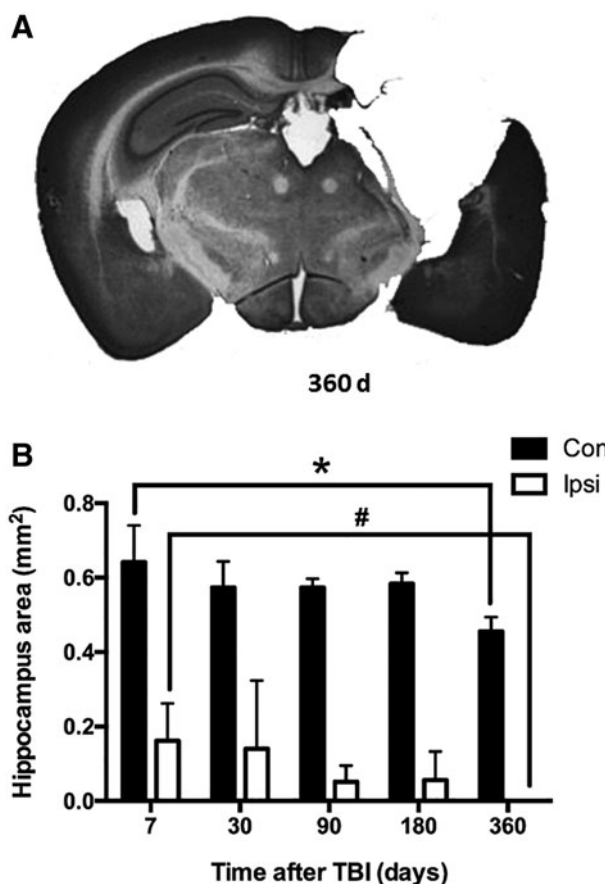 A
360 d
B
Con
Ipsi
*
#
Hippocampus area (mm²)
0.8
0.6
0.4
0.2
0.0
7 30 90 180 360
Time after TBI (days)